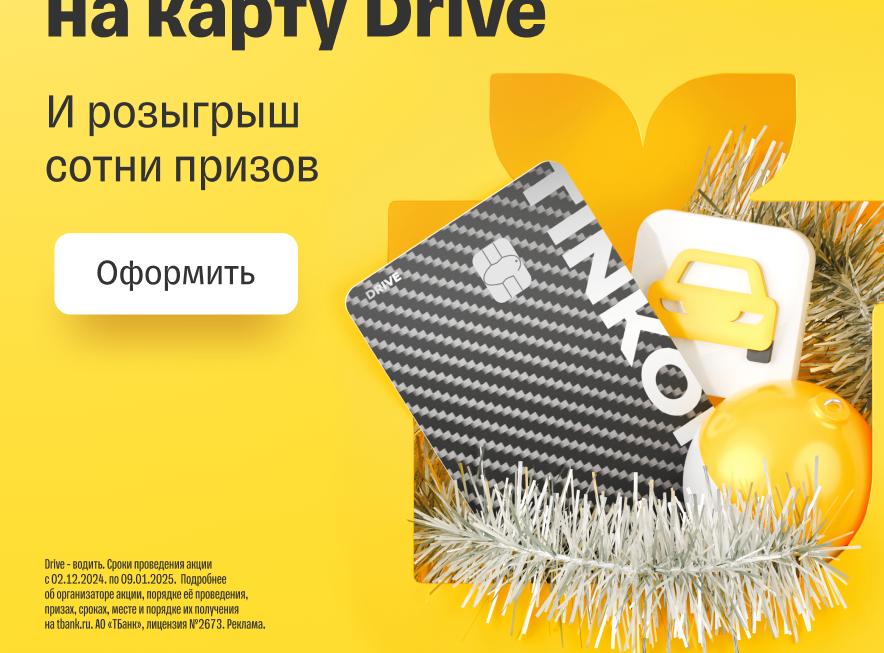 на карту Drive
И розыгрыш
сотни призов
Оформить
DRIVE
TINKO
Drive - водить. Сроки проведения акции
с 02.12.2024. по 09.01.2025. Подробнее
об организаторе акции, порядке её проведения,
призах, сроках, месте и порядке их получения
на tbank.ru. АО «ТБанк», лицензия №2673. Реклама.